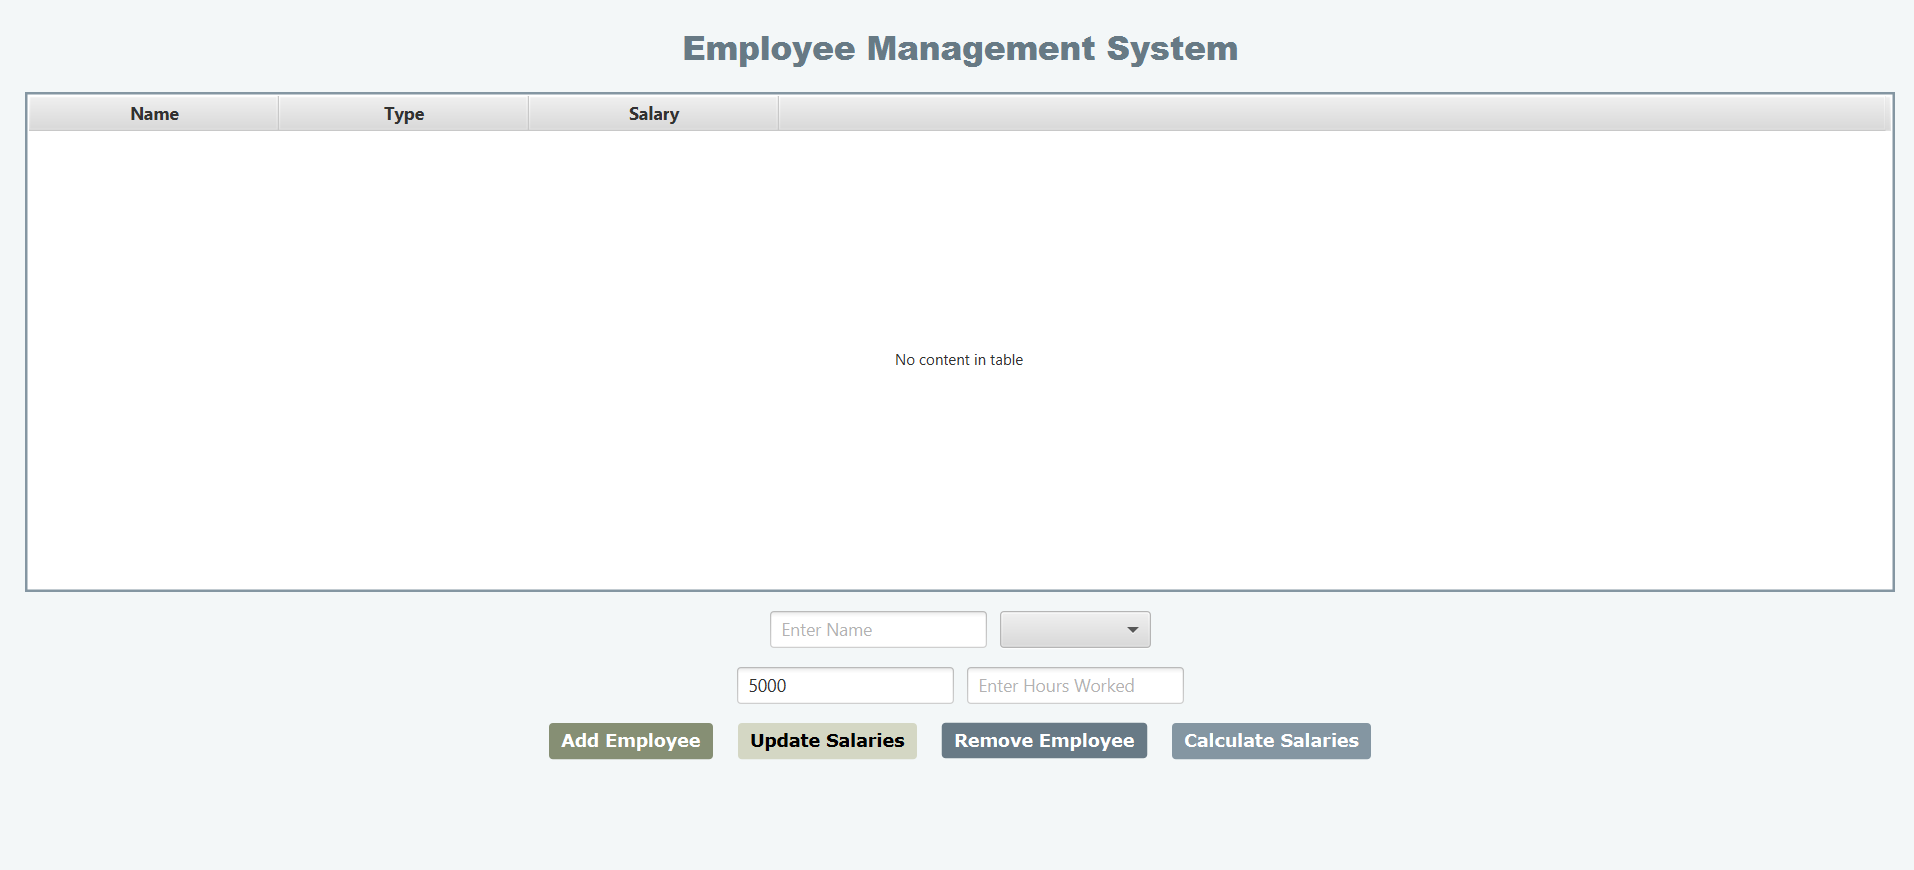 Employee Management System
Name Type Salary
No content in table
Enter Name
5000 Enter Hours Worked
Add Employee Update Salaries Remove Employee Calculate Salaries